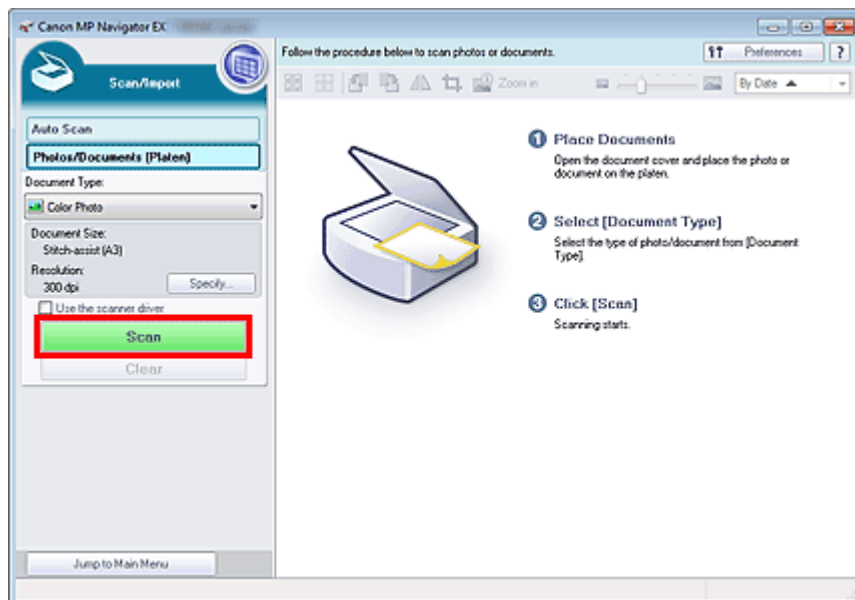 Canon MP Navigator EX
Scan/Import
Auto Scan
Photos/Documents (Platen)
Document Type:
Color Photo
Document Size:
Stitch-assist (A3)
Resolution:
300 dpi
Specify...
Use the scanner driver
Scan
Clear
Jump to Main Menu
Follow the procedure below to scan photos or documents.
Preferences
?
Zoom in
By Date
1 Place Documents
Open the document cover and place the photo or
document on the platen.
2 Select [Document Type]
Select the type of photo/document from [Document
Type].
3 Click [Scan]
Scanning starts.